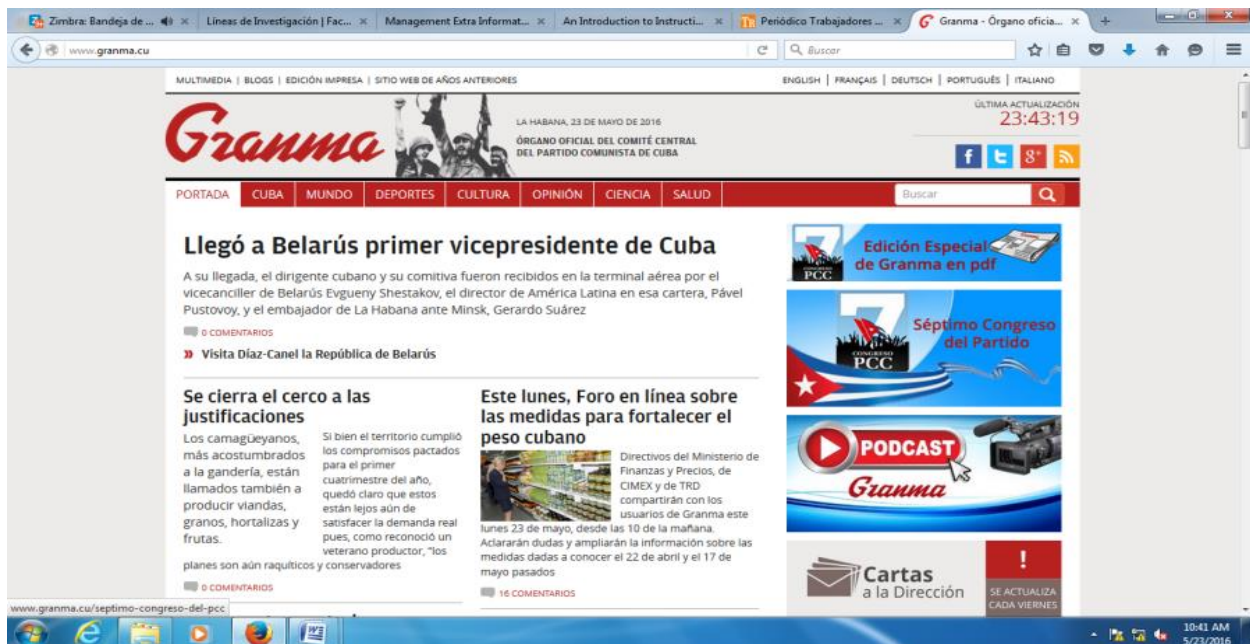 Zimbra: Bandeja de ...
Líneas de Investigación | Fac...
Management Extra Informat...
An Introduction to Instructi...
Periódico Trabajadores ...
Granma - Órgano oficia...
www.granma.cu
Buscar
MULTIMEDIA | BLOGS | EDICIÓN IMPRESA | SITIO WEB DE AÑOS ANTERIORES
ENGLISH | FRANÇAIS | DEUTSCH | PORTUGUÊS | ITALIANO
Granma
LA HABANA, 23 DE MAYO DE 2016
ÓRGANO OFICIAL DEL COMITÉ CENTRAL
DEL PARTIDO COMUNISTA DE CUBA
ÚLTIMA ACTUALIZACIÓN
23:43:19
PORTADA CUBA MUNDO DEPORTES CULTURA OPINIÓN CIENCIA SALUD
Buscar
Llegó a Belarús primer vicepresidente de Cuba
A su llegada, el dirigente cubano y su comitiva fueron recibidos en la terminal aérea por el
vicecanciller de Belarús Evgueny Shestakov, el director de América Latina en esa cartera, Pável
Pustovoy, y el embajador de La Habana ante Minsk, Gerardo Suárez
0 COMENTARIOS
» Visita Díaz-Canel la República de Belarús
Se cierra el cerco a las
justificaciones
Los camagüeyanos,
más acostumbrados
a la gandería, están
llamados también a
producir viandas,
granos, hortalizas y
frutas.
Si bien el territorio cumplió
los compromisos pactados
para el primer
cuatrimestre del año,
quedó claro que estos
están lejos aún de
satisfacer la demanda real
pues, como reconoció un
veterano productor, "los
planes son aún raquíticos y conservadores
0 COMENTARIOS
Este lunes, Foro en línea sobre
las medidas para fortalecer el
peso cubano
Directivos del Ministerio de
Finanzas y Precios, de
CIMEX y de TRD
compartirán con los
usuarios de Granma este
lunes 23 de mayo, desde las 10 de la mañana.
Aclararán dudas y ampliarán la información sobre las
medidas dadas a conocer el 22 de abril y el 17 de
mayo pasados
16 COMENTARIOS
7
CONGRESO
PCC
Edición Especial
de Granma en pdf
7
CONGRESO
PCC
Séptimo Congreso
del Partido
PODCAST
Granma
Cartas
a la Dirección
!
SE ACTUALIZA
CADA VIERNES
www.granma.cu/septimo-congreso-del-pcc
10:41 AM
5/23/2016